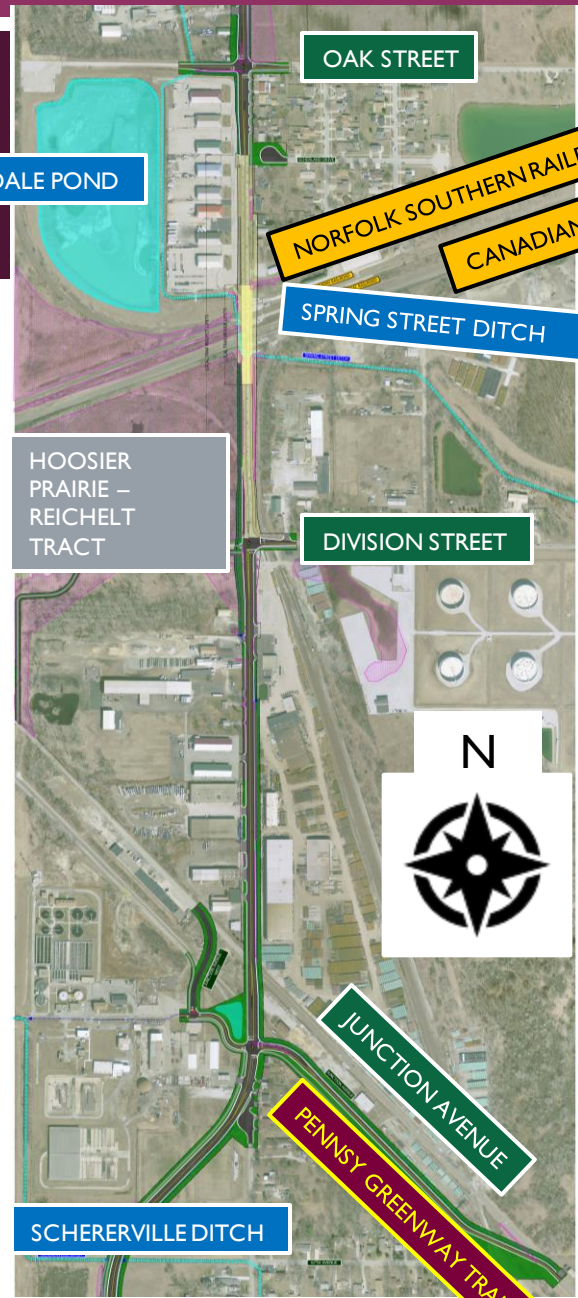 OAK STREET
DALE POND
NORFOLK SOUTHERN RAIL
CANADIAN
SPRING STREET DITCH
HOOSIER
PRAIRIE –
REICHELT
TRACT
DIVISION STREET
N
JUNCTION AVENUE
PENNSY GREENWAY TRA
SCHERERVILLE DITCH